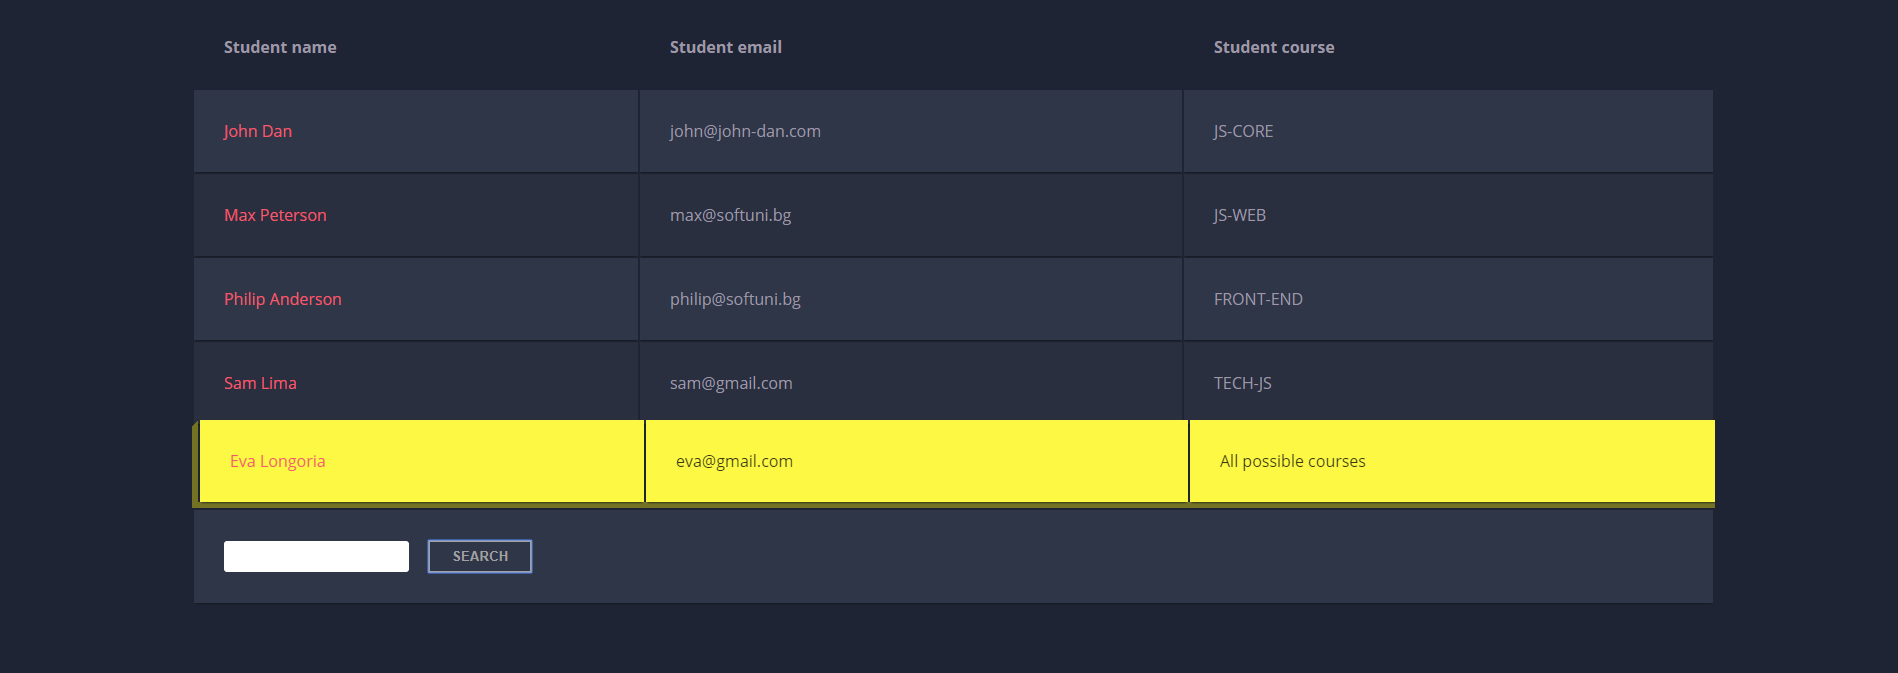 Student name Student email Student course
John Dan john@john-dan.com JS-CORE
Max Peterson max@softuni.bg JS-WEB
Philip Anderson philip@softuni.bg FRONT-END
Sam Lima sam@gmail.com TECH-JS
Eva Longoria eva@gmail.com All possible courses
SEARCH